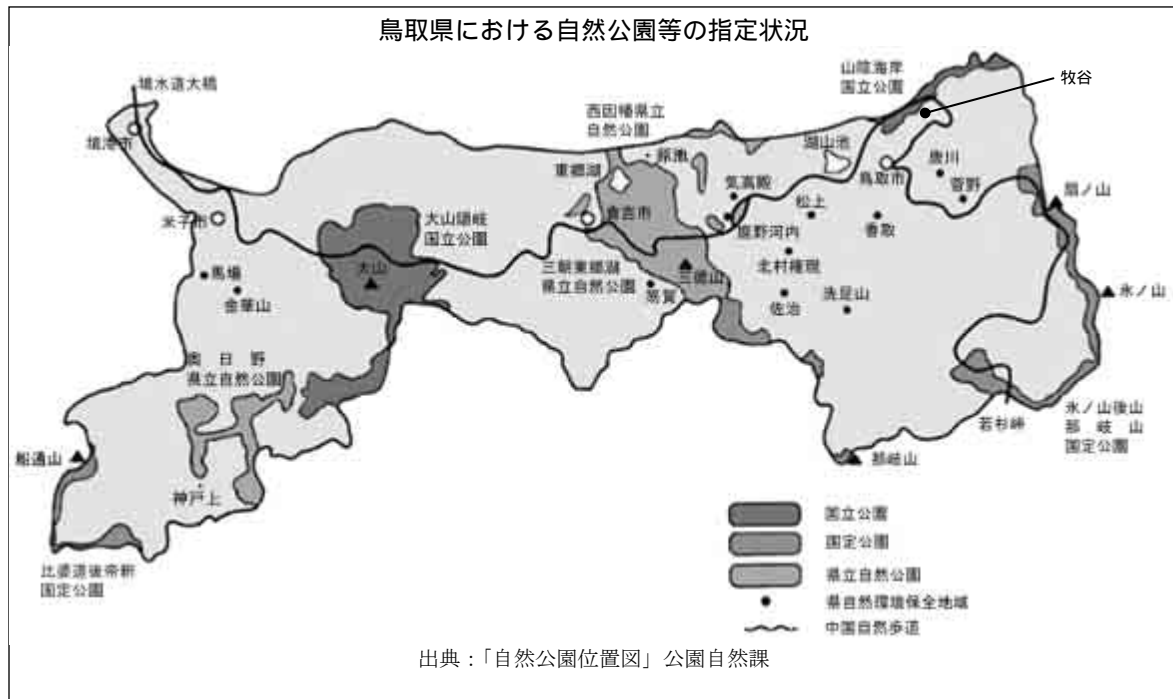 鳥取県における自然公園等の指定状況
境水道大橋
境港市
米子市
馬場
金華山
奥日野
県立自然公園
船通山
神戸上
比婆道後帝釈
国定公園
大山隠岐
国立公園
大山
西因幡県立
自然公園
東郷湖
倉吉市
三朝東郷湖
県立自然公園
三徳山
気高殿
鹿野河内
松上
北村権現
佐治
洗足山
湖山池
鳥取市
香取
山陰海岸
国立公園
牧谷
唐川
菅野
扇ノ山
氷ノ山
氷ノ山後山
那岐山
国定公園
若杉峠
那岐山
国立公園
国定公園
県立自然公園
県自然環境保全地域
中国自然歩道
出典：「自然公園位置図」公園自然課